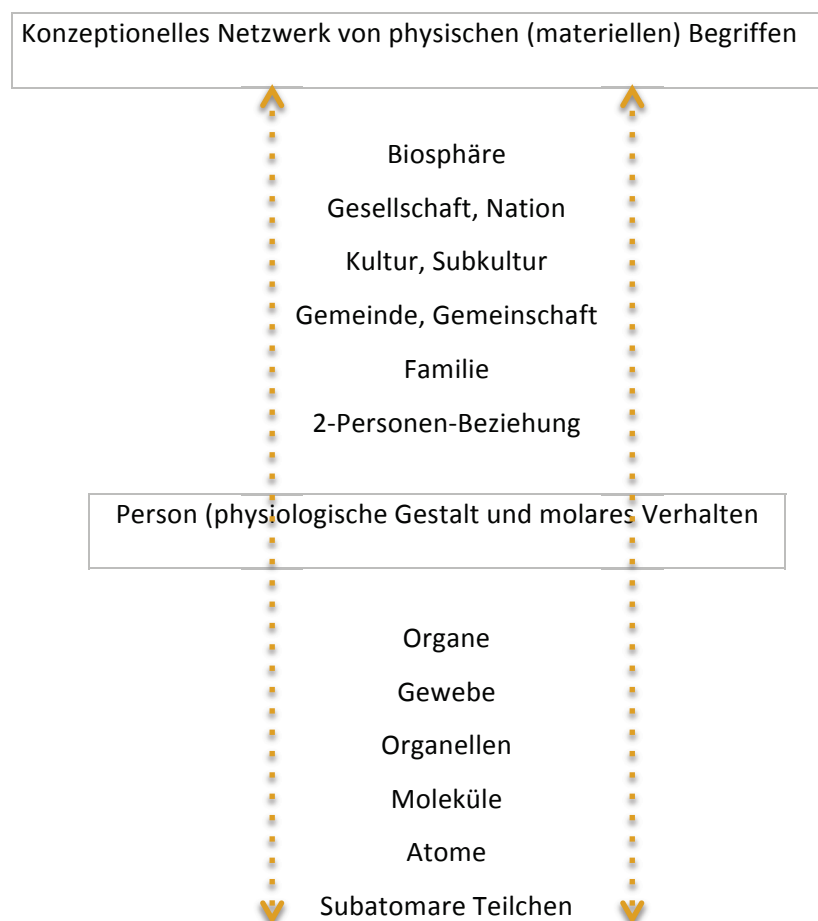 Konzeptionelles Netzwerk von physischen (materiellen) Begriffen
Biosphäre
Gesellschaft, Nation
Kultur, Subkultur
Gemeinde, Gemeinschaft
Familie
2-Personen-Beziehung
Person (physiologische Gestalt und molares Verhalten
Organe
Gewebe
Organellen
Moleküle
Atome
Subatomare Teilchen